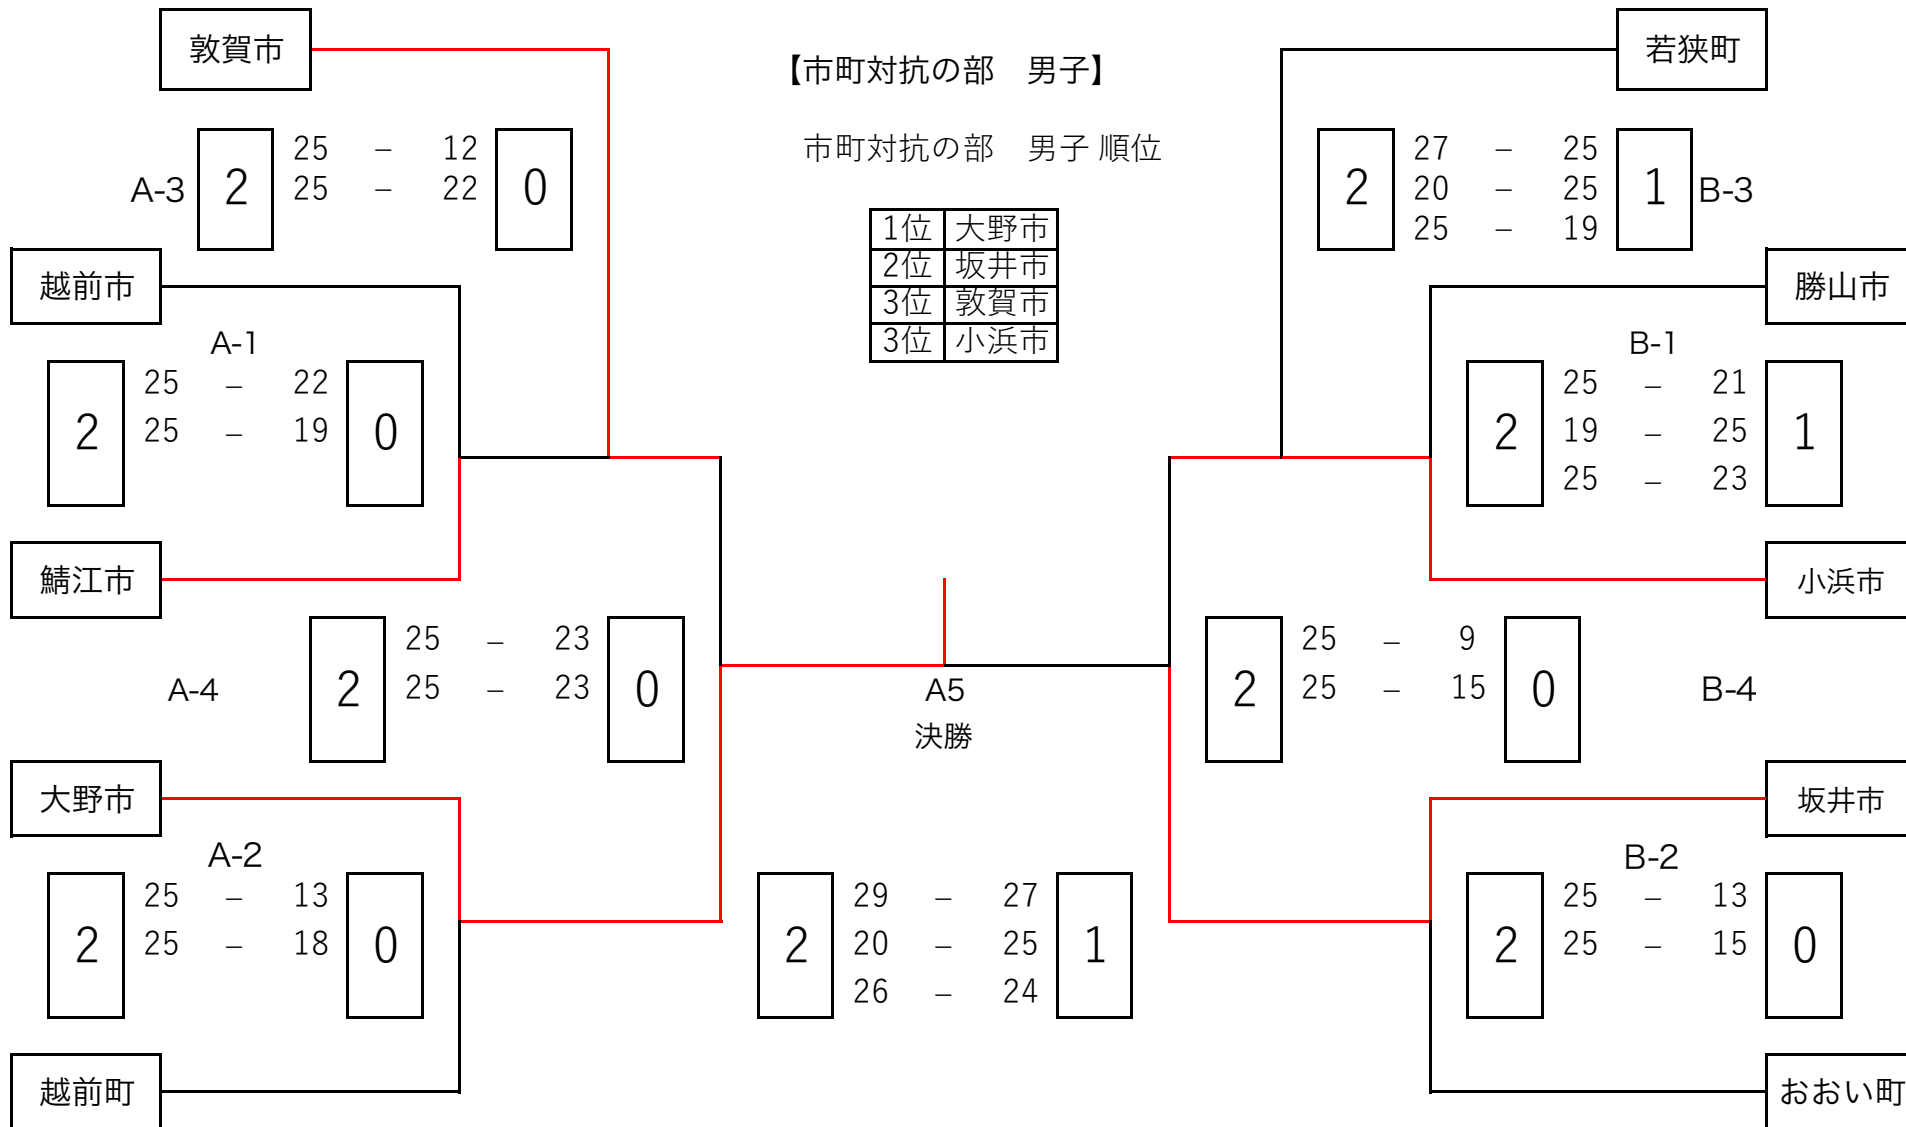 敦賀市
若狭町
【市町対抗の部　男子】
市町対抗の部　男子 順位
A-3
2
25 – 12
25 – 22
0
2
27 – 25
20 – 25
25 – 19
1
B-3
1位 大野市
2位 坂井市
3位 敦賀市
3位 小浜市
越前市
勝山市
A-1
2
25 – 22
25 – 19
0
B-1
2
25 – 21
19 – 25
25 – 23
1
鯖江市
小浜市
A-4
2
25 – 23
25 – 23
0
A5
決勝
2
25 – 9
25 – 15
0
B-4
大野市
坂井市
A-2
2
25 – 13
25 – 18
0
2
29 – 27
20 – 25
26 – 24
1
B-2
2
25 – 13
25 – 15
0
越前町
おおい町